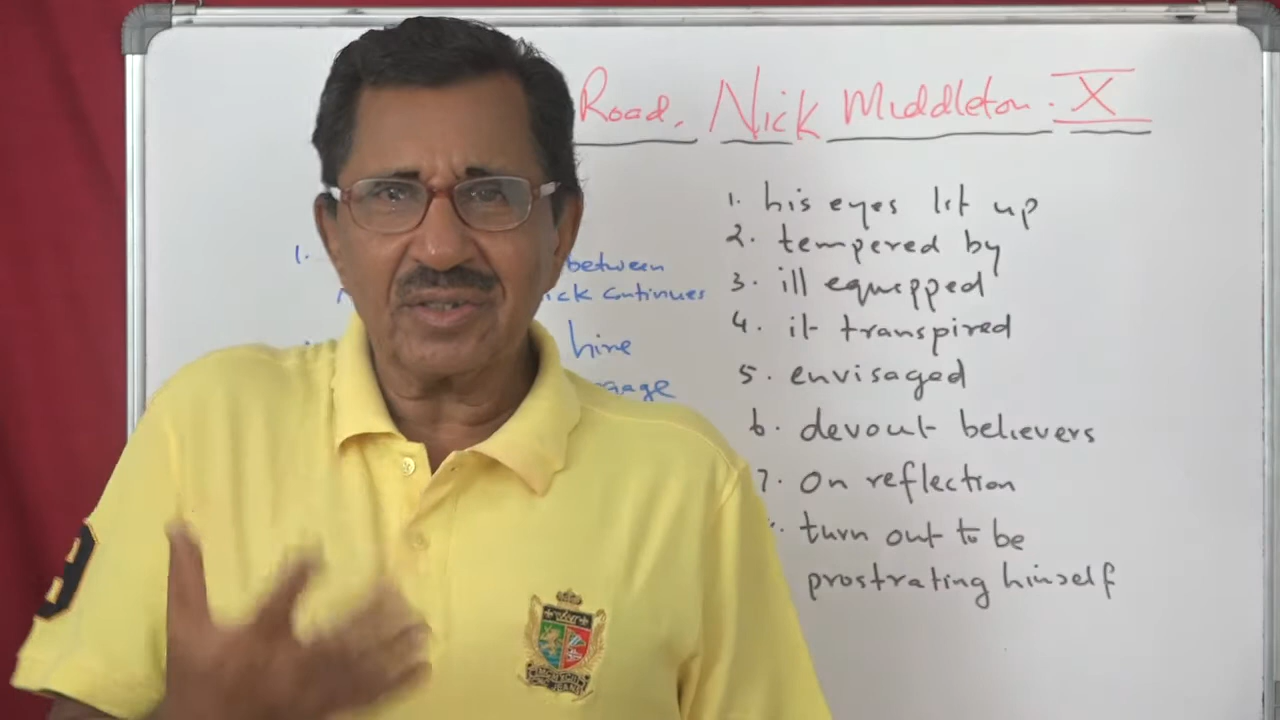 Road, Nick Middleton. X
1.
between
ick continues
hire
1. his eyes lit up
2. tempered by
3. ill equipped
4. it transpired
5. envisaged
6. devout believers
7. On reflection
turn out to be
prostrating himself